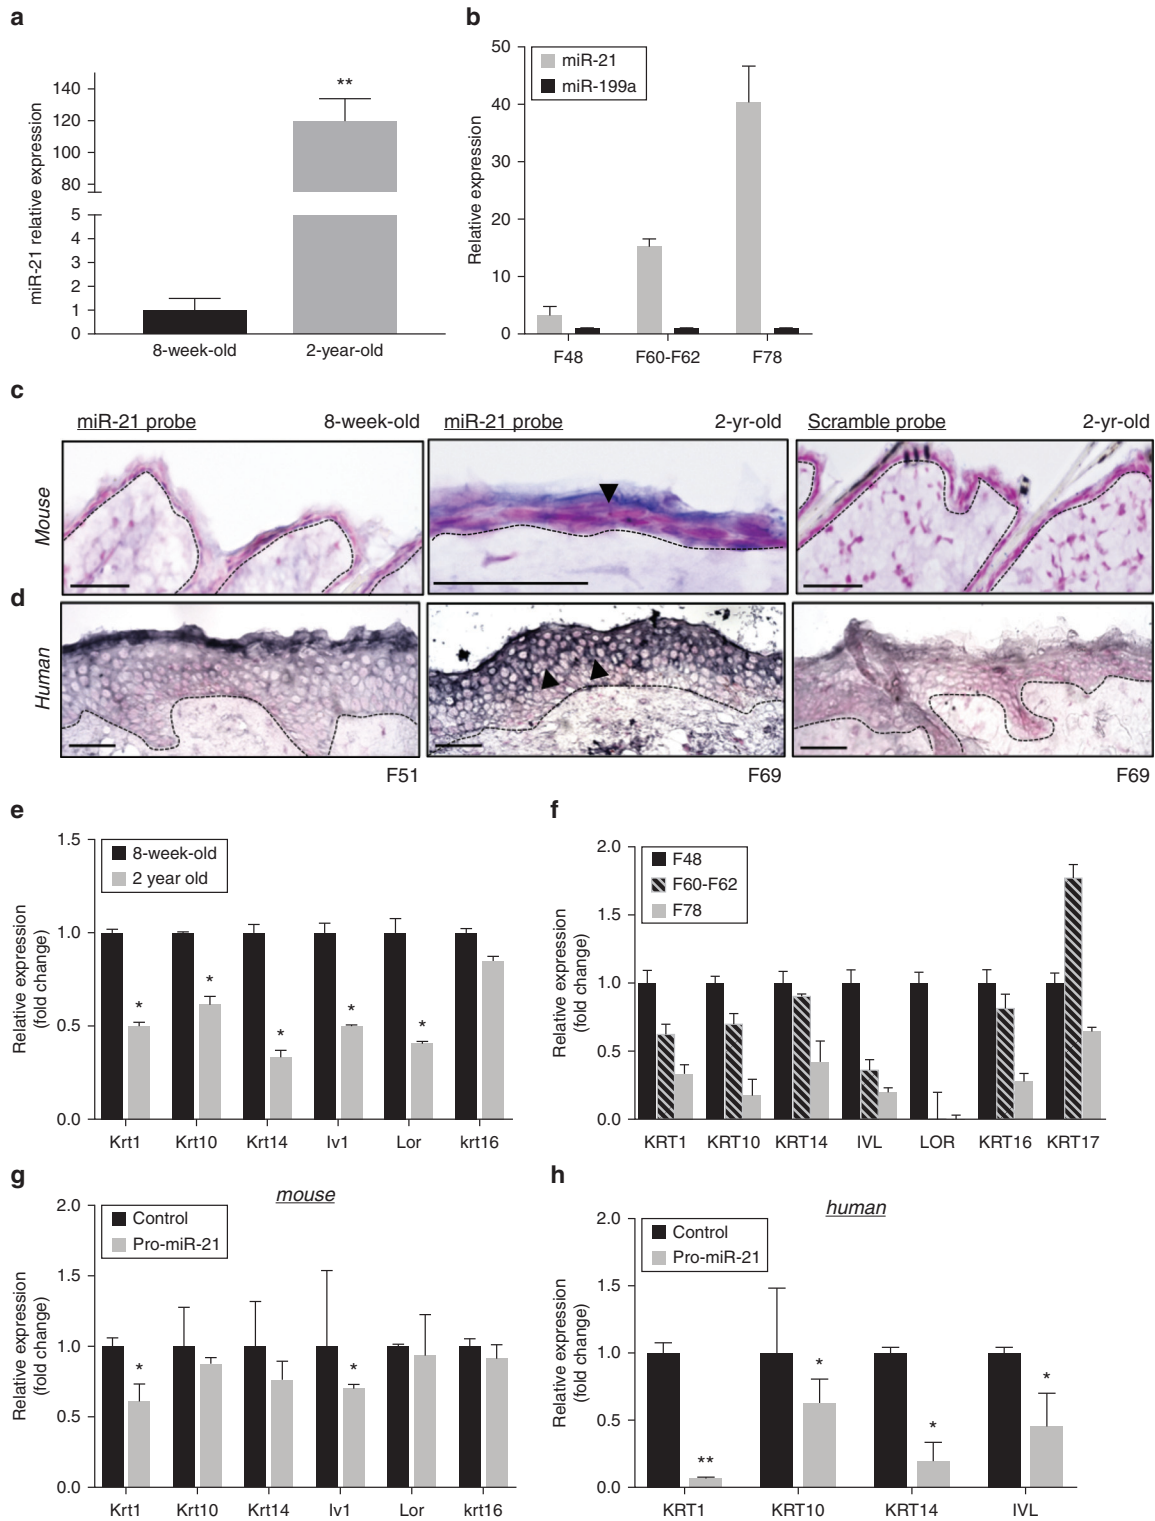 a
miR-21 relative expression
140
120
100
80
5
4
3
2
1
0
**
8-week-old
2-year-old
b
Relative expression
50
40
30
20
10
0
miR-21
miR-199a
F48
F60-F62
F78
c
miR-21 probe
8-week-old
miR-21 probe
2-yr-old
Scramble probe
2-yr-old
Mouse
d
Human
F51
F69
F69
e
Relative expression
(fold change)
1.5
1.0
0.5
0.0
8-week-old
2 year old
*
*
*
*
*
Krt1
Krt10
Krt14
Iv1
Lor
krt16
f
Relative expression
(fold change)
2.0
1.5
1.0
0.5
0.0
F48
F60-F62
F78
KRT1
KRT10
KRT14
IVL
LOR
KRT16
KRT17
g
mouse
Relative expression
(fold change)
2.0
1.5
1.0
0.5
0.0
Control
Pro-miR-21
*
*
Krt1
Krt10
Krt14
Iv1
Lor
krt16
h
human
Relative expression
(fold change)
2.0
1.5
1.0
0.5
0.0
Control
Pro-miR-21
**
*
*
*
KRT1
KRT10
KRT14
IVL